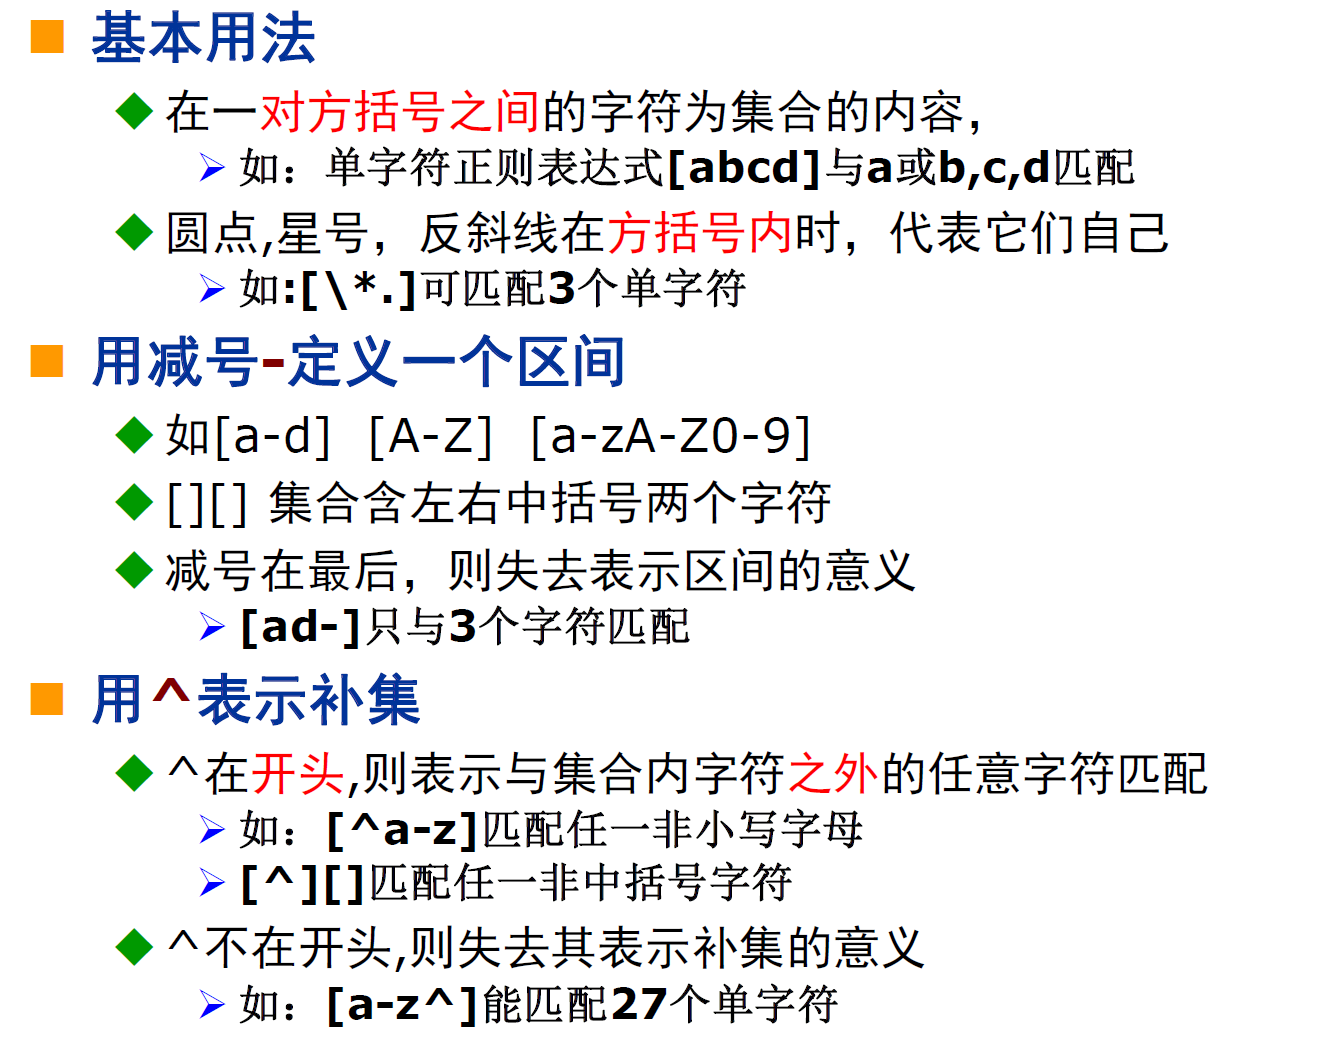 基本用法
在一对方括号之间的字符为集合的内容，
如：单字符正则表达式[abcd]与a或b,c,d匹配
圆点,星号，反斜线在方括号内时，代表它们自己
如:[\*.]可匹配3个单字符
用减号-定义一个区间
如[a-d] [A-Z] [a-zA-Z0-9]
[][] 集合含左右中括号两个字符
减号在最后，则失去表示区间的意义
[ad-]只与3个字符匹配
用^表示补集
^在开头,则表示与集合内字符之外的任意字符匹配
如：[^a-z]匹配任一非小写字母
[^][]匹配任一非中括号字符
^不在开头,则失去其表示补集的意义
如：[a-z^]能匹配27个单字符